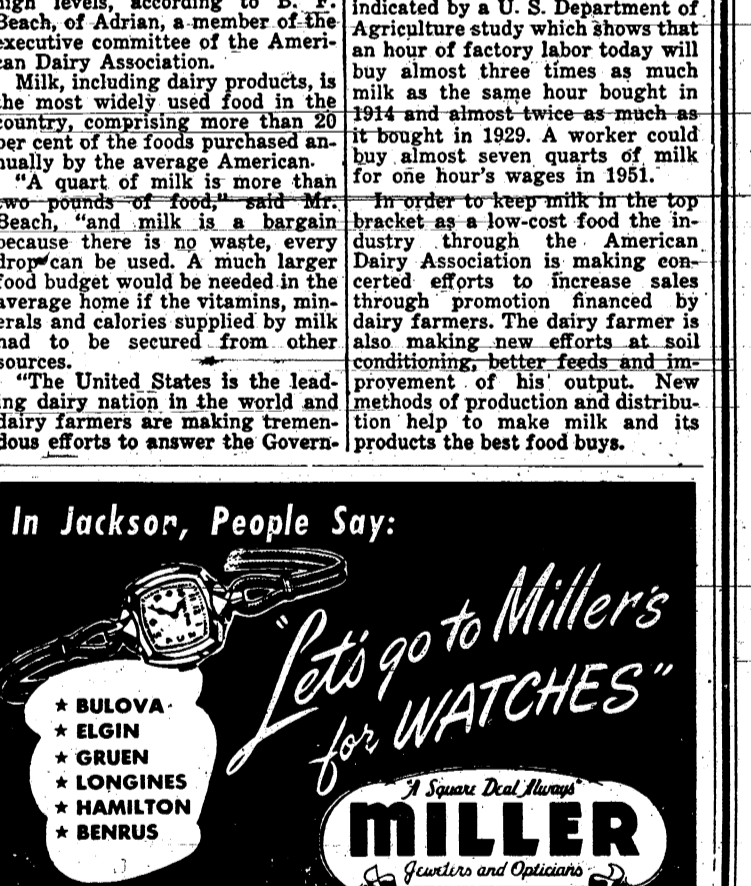 high levels, according to B. F.
Beach, of Adrian, a member of the
executive committee of the Ameri-
can Dairy Association.
Milk, including dairy products, is
the most widely used food in the
country, comprising more than 20
per cent of the foods purchased an-
nually by the average American.
"A quart of milk is more than
two pounds of food," said Mr.
Beach, "and milk is a bargain
because there is no waste, every
drop can be used. A much larger
food budget would be needed in the
average home if the vitamins, min-
erals and calories supplied by milk
had to be secured from other
sources.
"The United States is the lead-
ing dairy nation in the world and
dairy farmers are making tremen-
dous efforts to answer the Govern-
indicated by a U. S. Department of
Agriculture study which shows that
an hour of factory labor today will
buy almost three times as much
milk as the same hour bought in
1914 and almost twice as much as
it bought in 1929. A worker could
buy almost seven quarts of milk
for one hour's wages in 1951.
In order to keep milk in the top
bracket as a low-cost food the in-
dustry through the American
Dairy Association is making con-
certed efforts to increase sales
through promotion financed by
dairy farmers. The dairy farmer is
also making new efforts at soil
conditioning, better feeds and im-
provement of his output. New
methods of production and distribu-
tion help to make milk and its
products the best food buys.
In Jackson, People Say:
"Let's go to Miller's
for WATCHES"
★ BULOVA
★ ELGIN
★ GRUEN
★ LONGINES
★ HAMILTON
★ BENRUS
"A Square Deal Always"
MILLER
Jewelers and Opticians